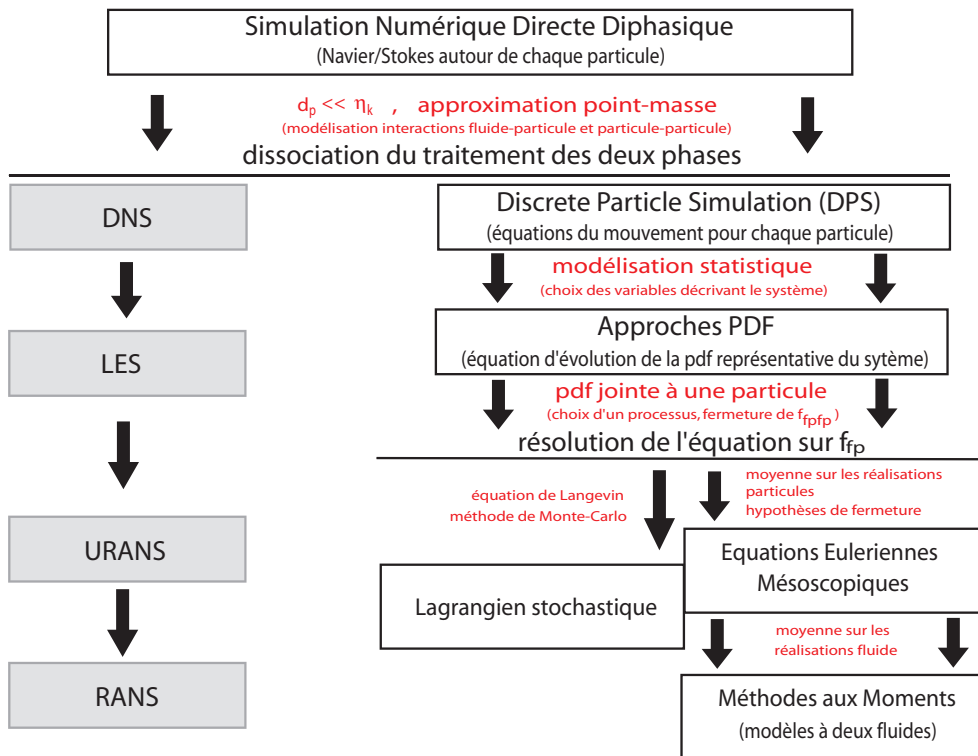 Simulation Numérique Directe Diphasique
(Navier/Stokes autour de chaque particule)
dp << ηk , approximation point-masse
(modélisation interactions fluide-particule et particule-particule)
dissociation du traitement des deux phases
DNS
LES
URANS
RANS
Discrete Particle Simulation (DPS)
(équations du mouvement pour chaque particule)
modélisation statistique
(choix des variables décrivant le système)
Approches PDF
(équation d'évolution de la pdf représentative du sytème)
pdf jointe à une particule
(choix d'un processus, fermeture de ffpfp)
résolution de l'équation sur ffp
équation de Langevin
méthode de Monte-Carlo
moyenne sur les réalisations
particules
hypothèses de fermeture
Lagrangien stochastique
Equations Euleriennes
Mésoscopiques
moyenne sur les
réalisations fluide
Méthodes aux Moments
(modèles à deux fluides)